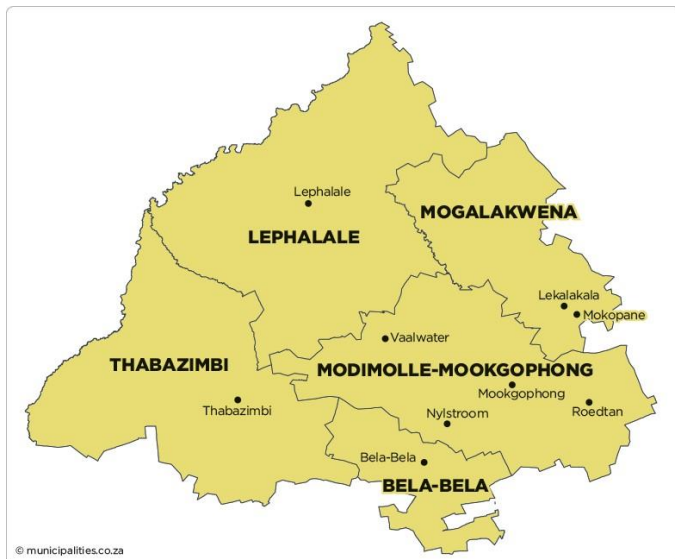 Lephalale
LEPHALALE
MOGALAKWENA
Lekalakala
Mokopane
Vaalwater
THABAZIMBI
MODIMOLLE-MOOKGOPHONG
Mookgophong
Thabazimbi
Nylstroom
Roedtan
Bela-Bela
BELA-BELA
© municipalities.co.za